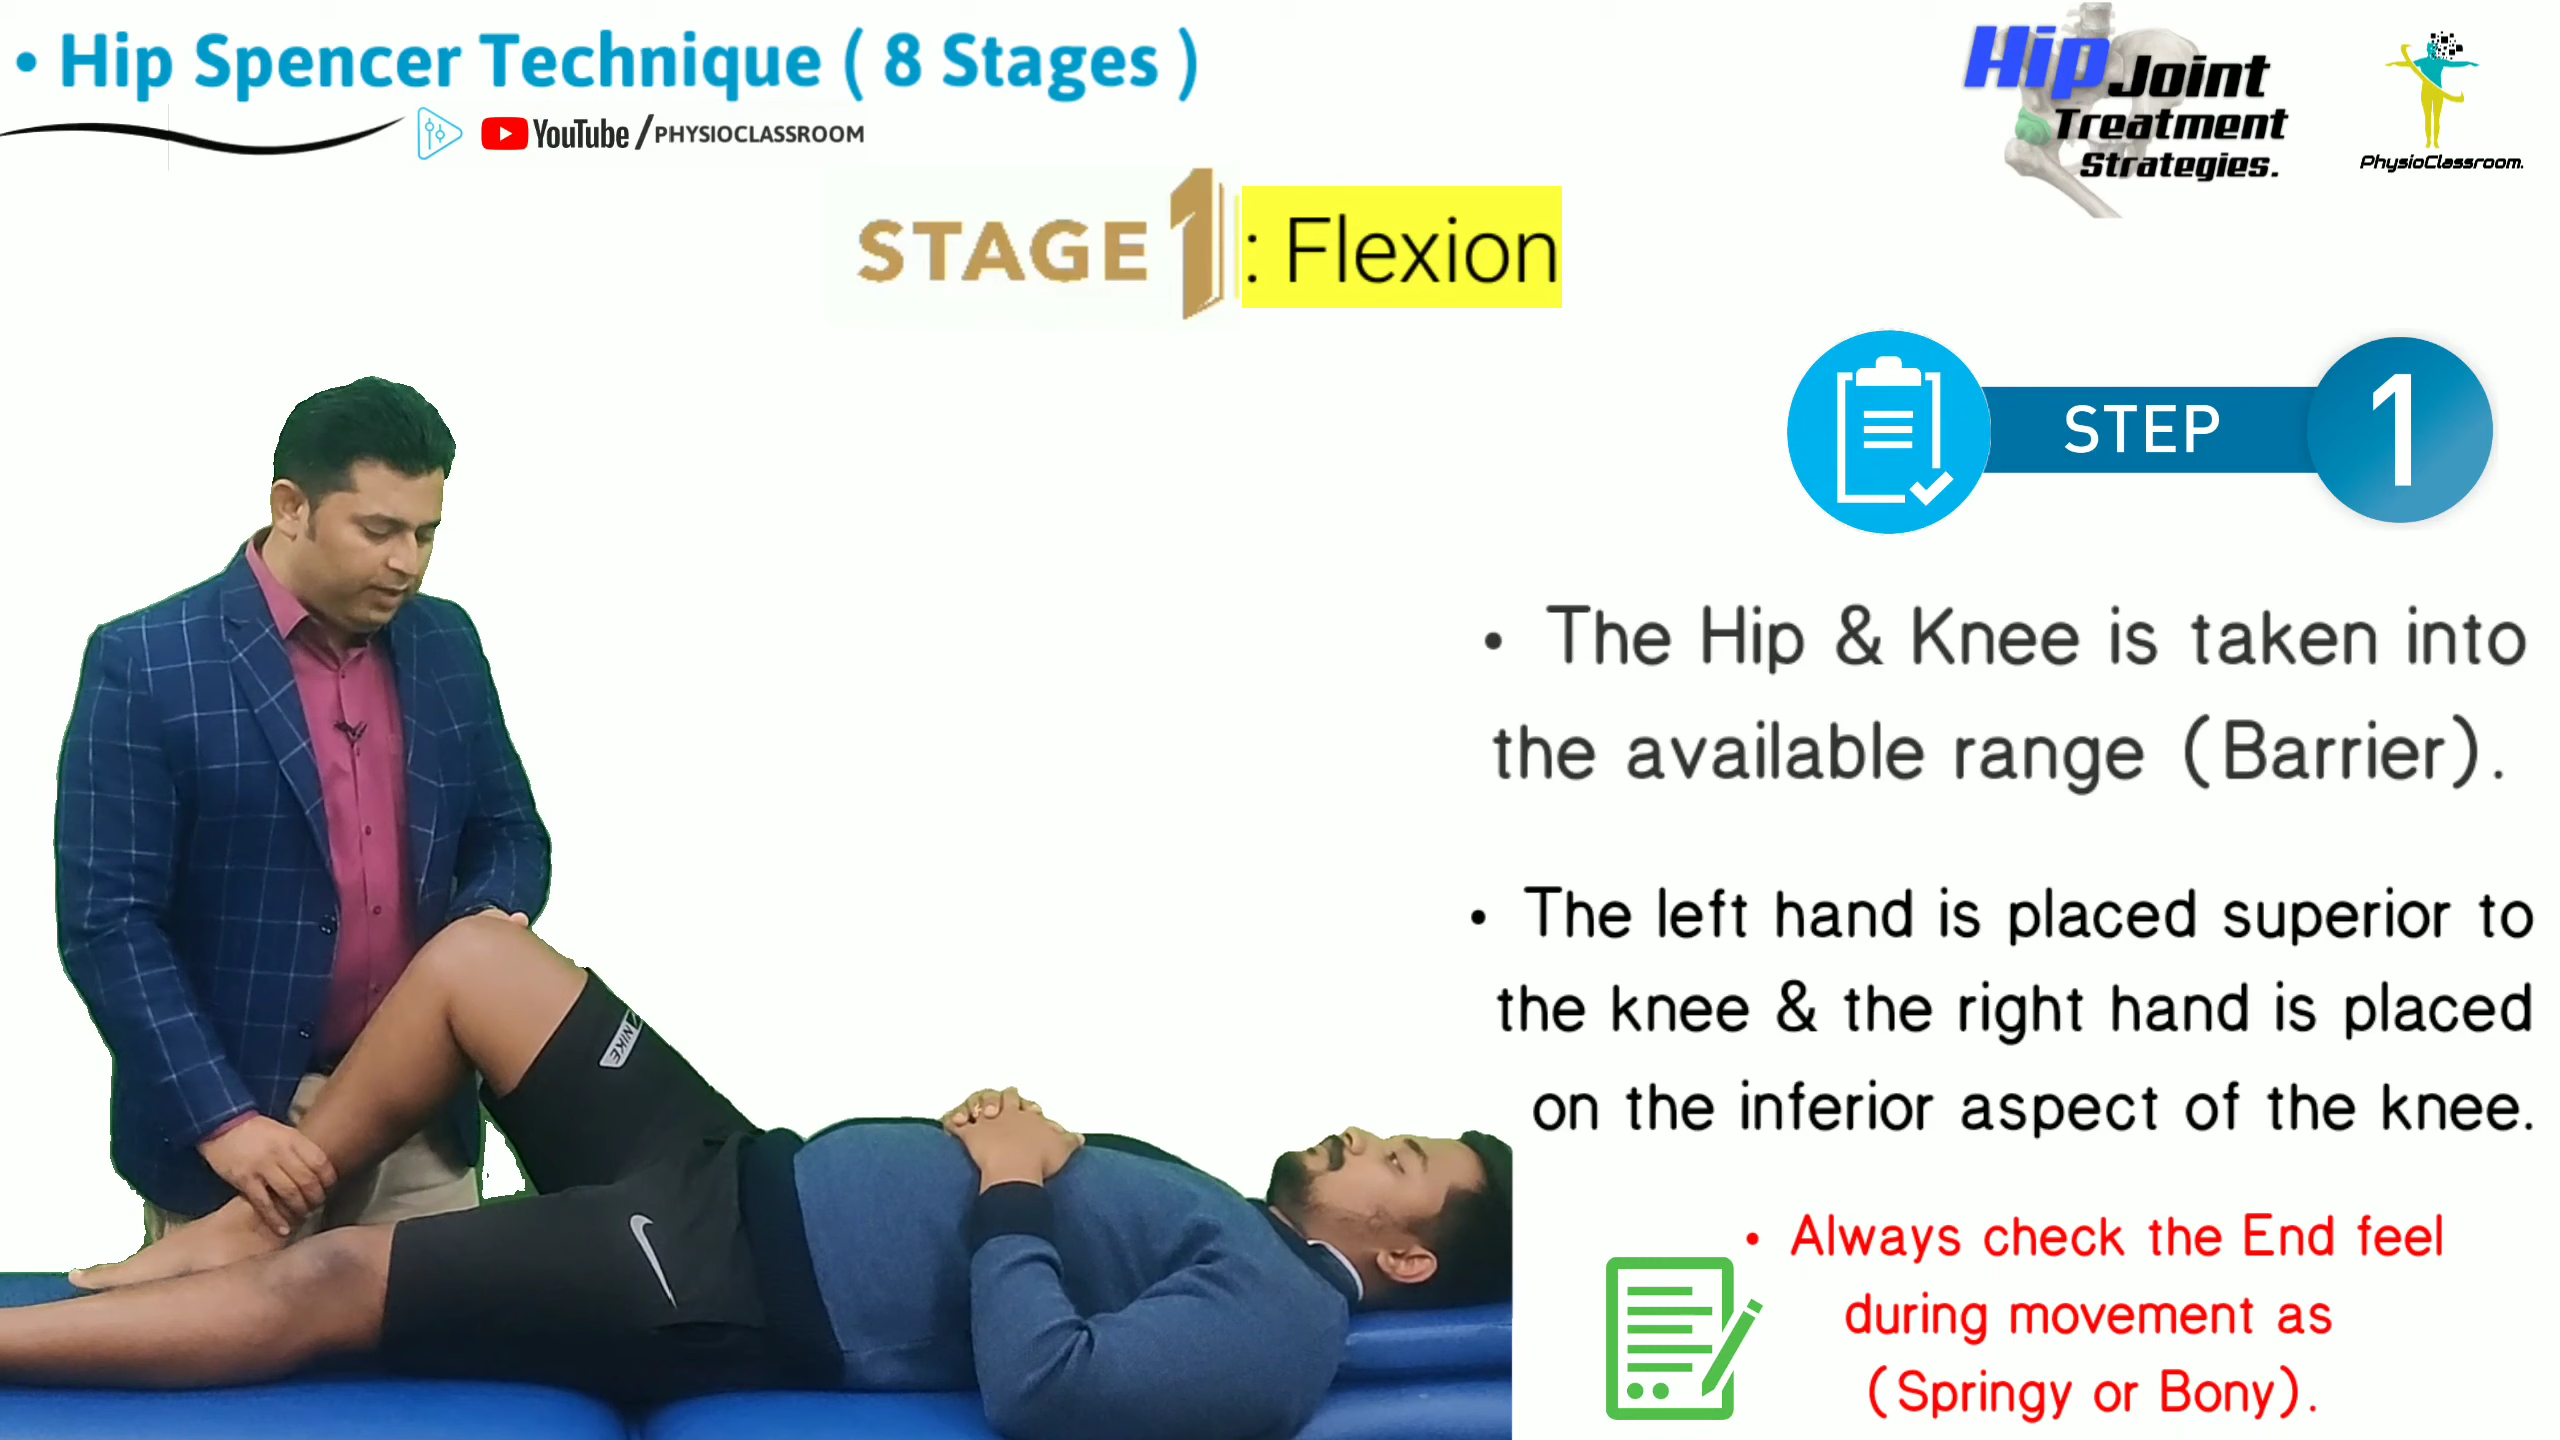 • Hip Spencer Technique ( 8 Stages )
YouTube /PHYSIOCLASSROOM
Hip Joint
Treatment
Strategies.
PhysioClassroom.
STAGE 1 : Flexion
STEP 1
• The Hip & Knee is taken into
the available range (Barrier).
• The left hand is placed superior to
the knee & the right hand is placed
on the inferior aspect of the knee.
• Always check the End feel
during movement as
(Springy or Bony).
NIKE